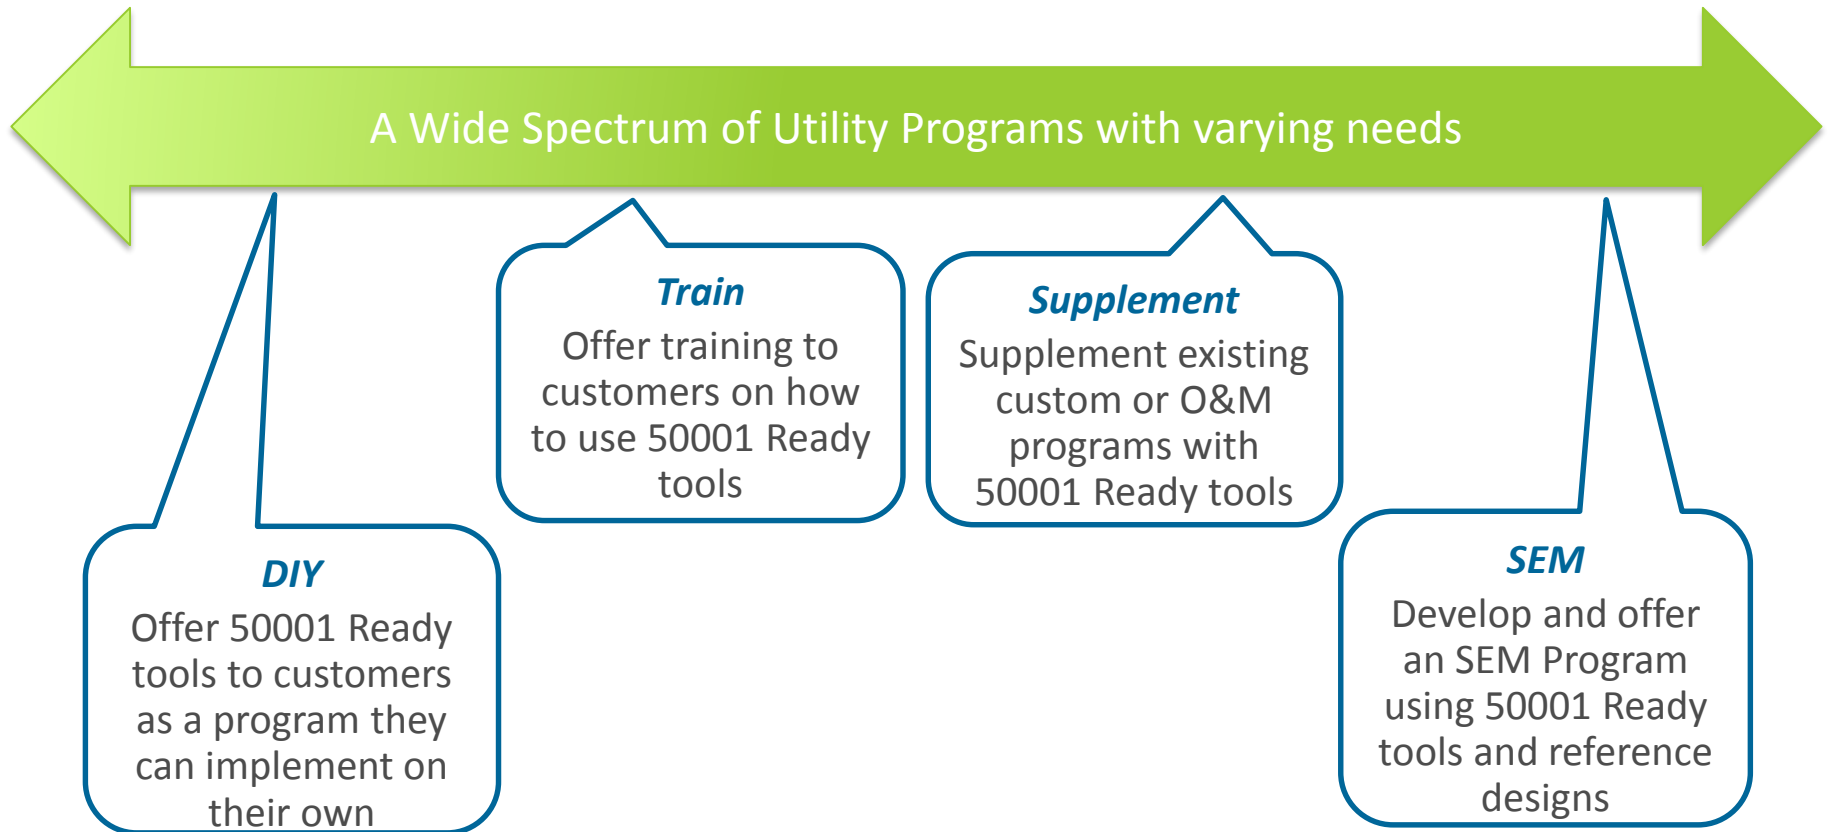 A Wide Spectrum of Utility Programs with varying needs
DIY
Offer 50001 Ready
tools to customers
as a program they
can implement on
their own
Train
Offer training to
customers on how
to use 50001 Ready
tools
Supplement
Supplement existing
custom or O&M
programs with
50001 Ready tools
SEM
Develop and offer
an SEM Program
using 50001 Ready
tools and reference
designs